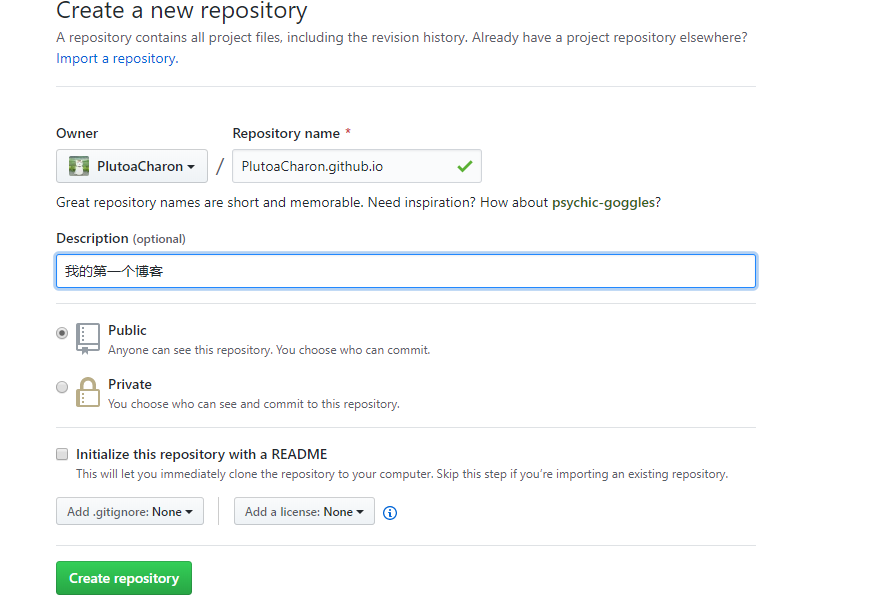 Create a new repository
A repository contains all project files, including the revision history. Already have a project repository elsewhere?
Import a repository.
Owner
Repository name *
PlutoaCharon
/
PlutoaCharon.github.io
Great repository names are short and memorable. Need inspiration? How about psychic-goggles?
Description (optional)
我的第一个博客
Public
Anyone can see this repository. You choose who can commit.
Private
You choose who can see and commit to this repository.
Initialize this repository with a README
This will let you immediately clone the repository to your computer. Skip this step if you’re importing an existing repository.
Add .gitignore: None
Add a license: None
Create repository